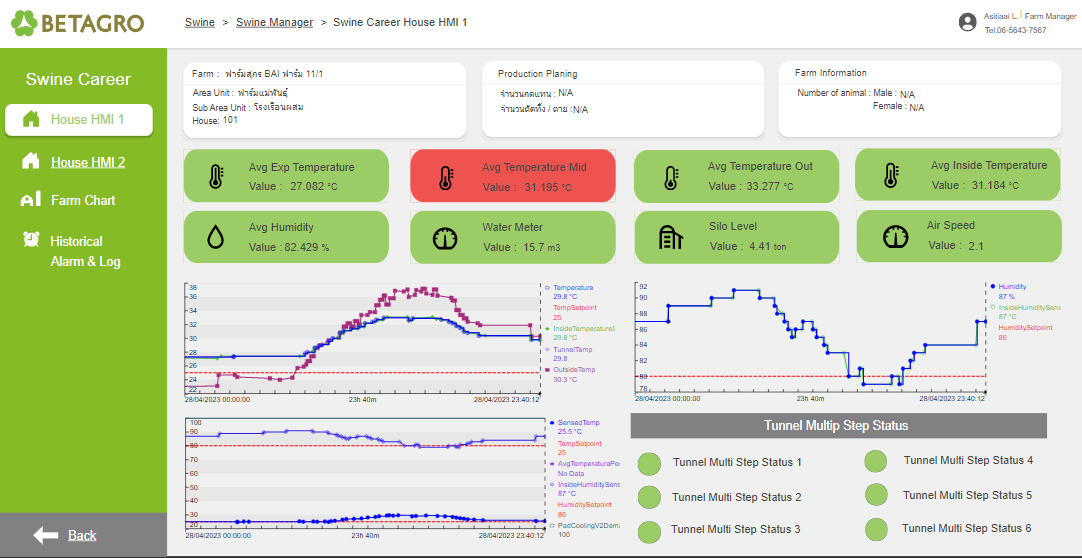 BETAGRO
Swine > Swine Manager > Swine Career House HMI 1
Asitiaai L. | Farm Manager
Tel.06-5643-7567
Swine Career
House HMI 1
House HMI 2
Farm Chart
Historical
Alarm & Log
Back
Farm : ฟาร์มสุกร BAI ฟาร์ม 11/1
Area Unit : ฟาร์มแม่พันธุ์
Sub Area Unit : โรงเรือนผสม
House: 101
Production Planing
จำนวนทดแทน : N/A
จำนวนคัดทิ้ง / ตาย :N/A
Farm Information
Number of animal : Male : N/A
Female : N/A
Avg Exp Temperature
Value : 27.082 °C
Avg Temperature Mid
Value : 31.195 °C
Avg Temperature Out
Value : 33.277 °C
Avg Inside Temperature
Value : 31.184 °C
Avg Humidity
Value : 82.429 %
Water Meter
Value : 15.7 m3
Silo Level
Value : 4.41 ton
Air Speed
Value : 2.1
38
36
34
32
30
28
26
24
22
28/04/2023 00:00:00 23h 40m 28/04/2023 23:40:12
Temperature
29.8 °C
TempSetpoint
25
InsideTemperatureS
29.8 °C
TunnelTemp
29.8
OutsideTemp
30.3 °C
92
90
88
86
84
82
80
78
28/04/2023 00:00:00 23h 40m 28/04/2023 23:40:12
Humidity
87 %
InsideHumiditySens
87 °C
HumiditySetpoint
80
100
90
80
70
60
50
40
30
20
28/04/2023 00:00:00 23h 40m 28/04/2023 23:40:12
SensedTemp
25.5 °C
TempSetpoint
25
AvgTemperaturePe
No Data
InsideHumiditySens
87 °C
HumiditySetpoint
80
PadCoolingV2Dema
100
Tunnel Multip Step Status
Tunnel Multi Step Status 1
Tunnel Multi Step Status 2
Tunnel Multi Step Status 3
Tunnel Multi Step Status 4
Tunnel Multi Step Status 5
Tunnel Multi Step Status 6